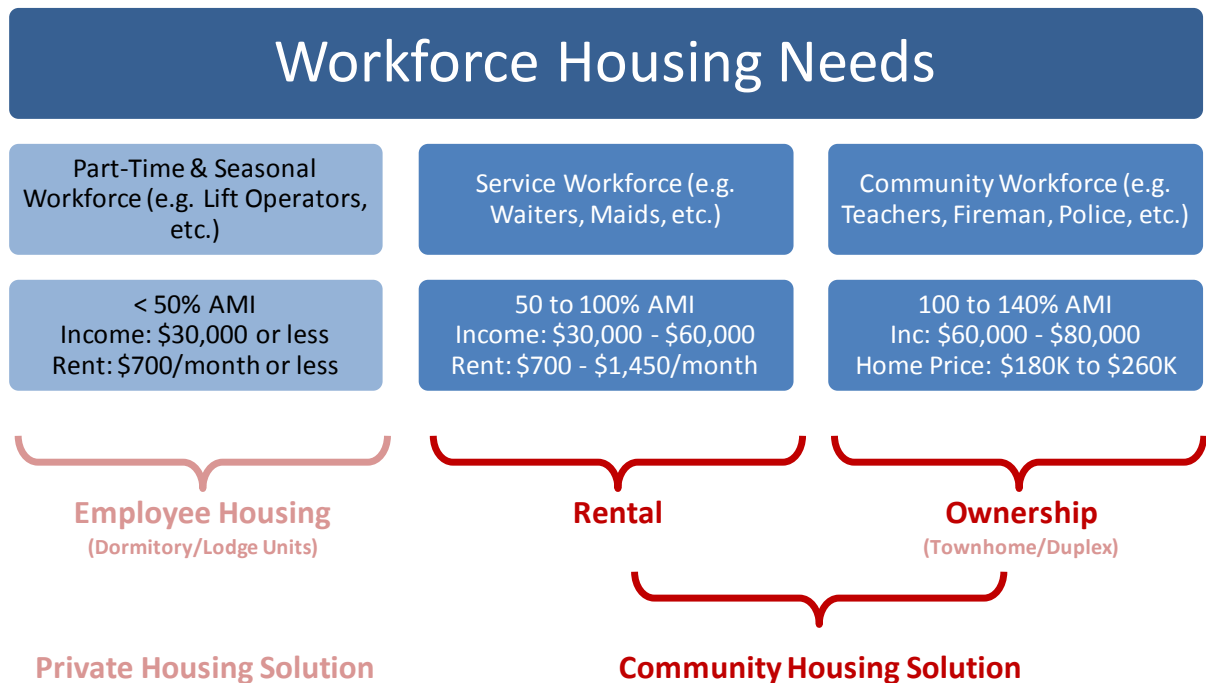 Workforce Housing Needs
Part-Time & Seasonal
Workforce (e.g. Lift Operators,
etc.)
Service Workforce (e.g.
Waiters, Maids, etc.)
Community Workforce (e.g.
Teachers, Fireman, Police, etc.)
< 50% AMI
Income: $30,000 or less
Rent: $700/month or less
50 to 100% AMI
Income: $30,000 - $60,000
Rent: $700 - $1,450/month
100 to 140% AMI
Inc: $60,000 - $80,000
Home Price: $180K to $260K
Employee Housing
(Dormitory/Lodge Units)
Rental
Ownership
(Townhome/Duplex)
Private Housing Solution
Community Housing Solution